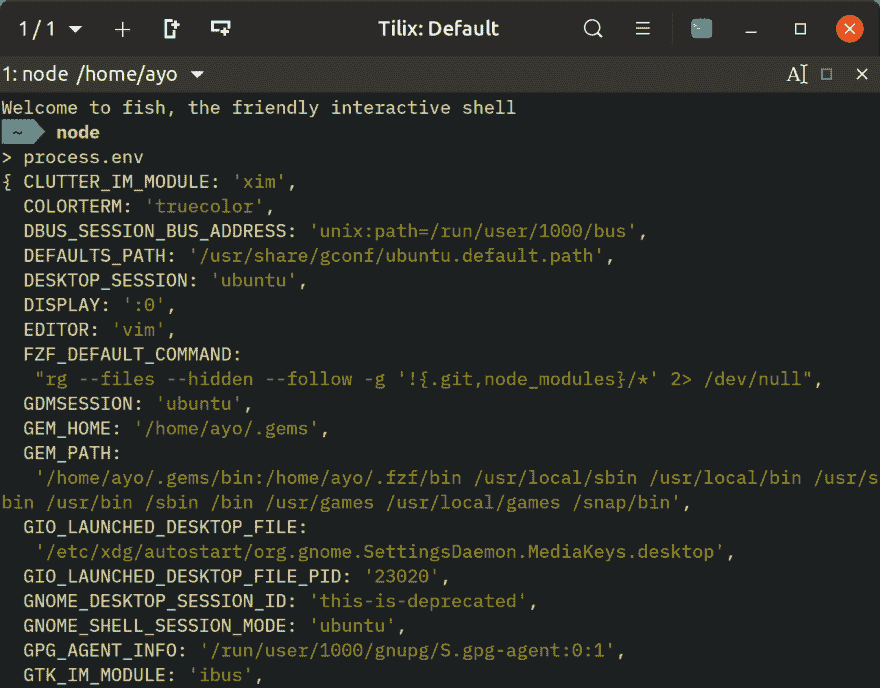 1 / 1 Tilix: Default
1: node /home/ayo
Welcome to fish, the friendly interactive shell
~ node
> process.env
{ CLUTTER_IM_MODULE: 'xim',
COLORTERM: 'truecolor',
DBUS_SESSION_BUS_ADDRESS: 'unix:path=/run/user/1000/bus',
DEFAULTS_PATH: '/usr/share/gconf/ubuntu.default.path',
DESKTOP_SESSION: 'ubuntu',
DISPLAY: ':0',
EDITOR: 'vim',
FZF_DEFAULT_COMMAND:
"rg --files --hidden --follow -g '!{.git,node_modules}/*' 2> /dev/null",
GDMSESSION: 'ubuntu',
GEM_HOME: '/home/ayo/.gems',
GEM_PATH:
'/home/ayo/.gems/bin:/home/ayo/.fzf/bin /usr/local/sbin /usr/local/bin /usr/s
bin /usr/bin /sbin /bin /usr/games /usr/local/games /snap/bin',
GIO_LAUNCHED_DESKTOP_FILE:
'/etc/xdg/autostart/org.gnome.SettingsDaemon.MediaKeys.desktop',
GIO_LAUNCHED_DESKTOP_FILE_PID: '23020',
GNOME_DESKTOP_SESSION_ID: 'this-is-deprecated',
GNOME_SHELL_SESSION_MODE: 'ubuntu',
GPG_AGENT_INFO: '/run/user/1000/gnupg/S.gpg-agent:0:1',
GTK_IM_MODULE: 'ibus',